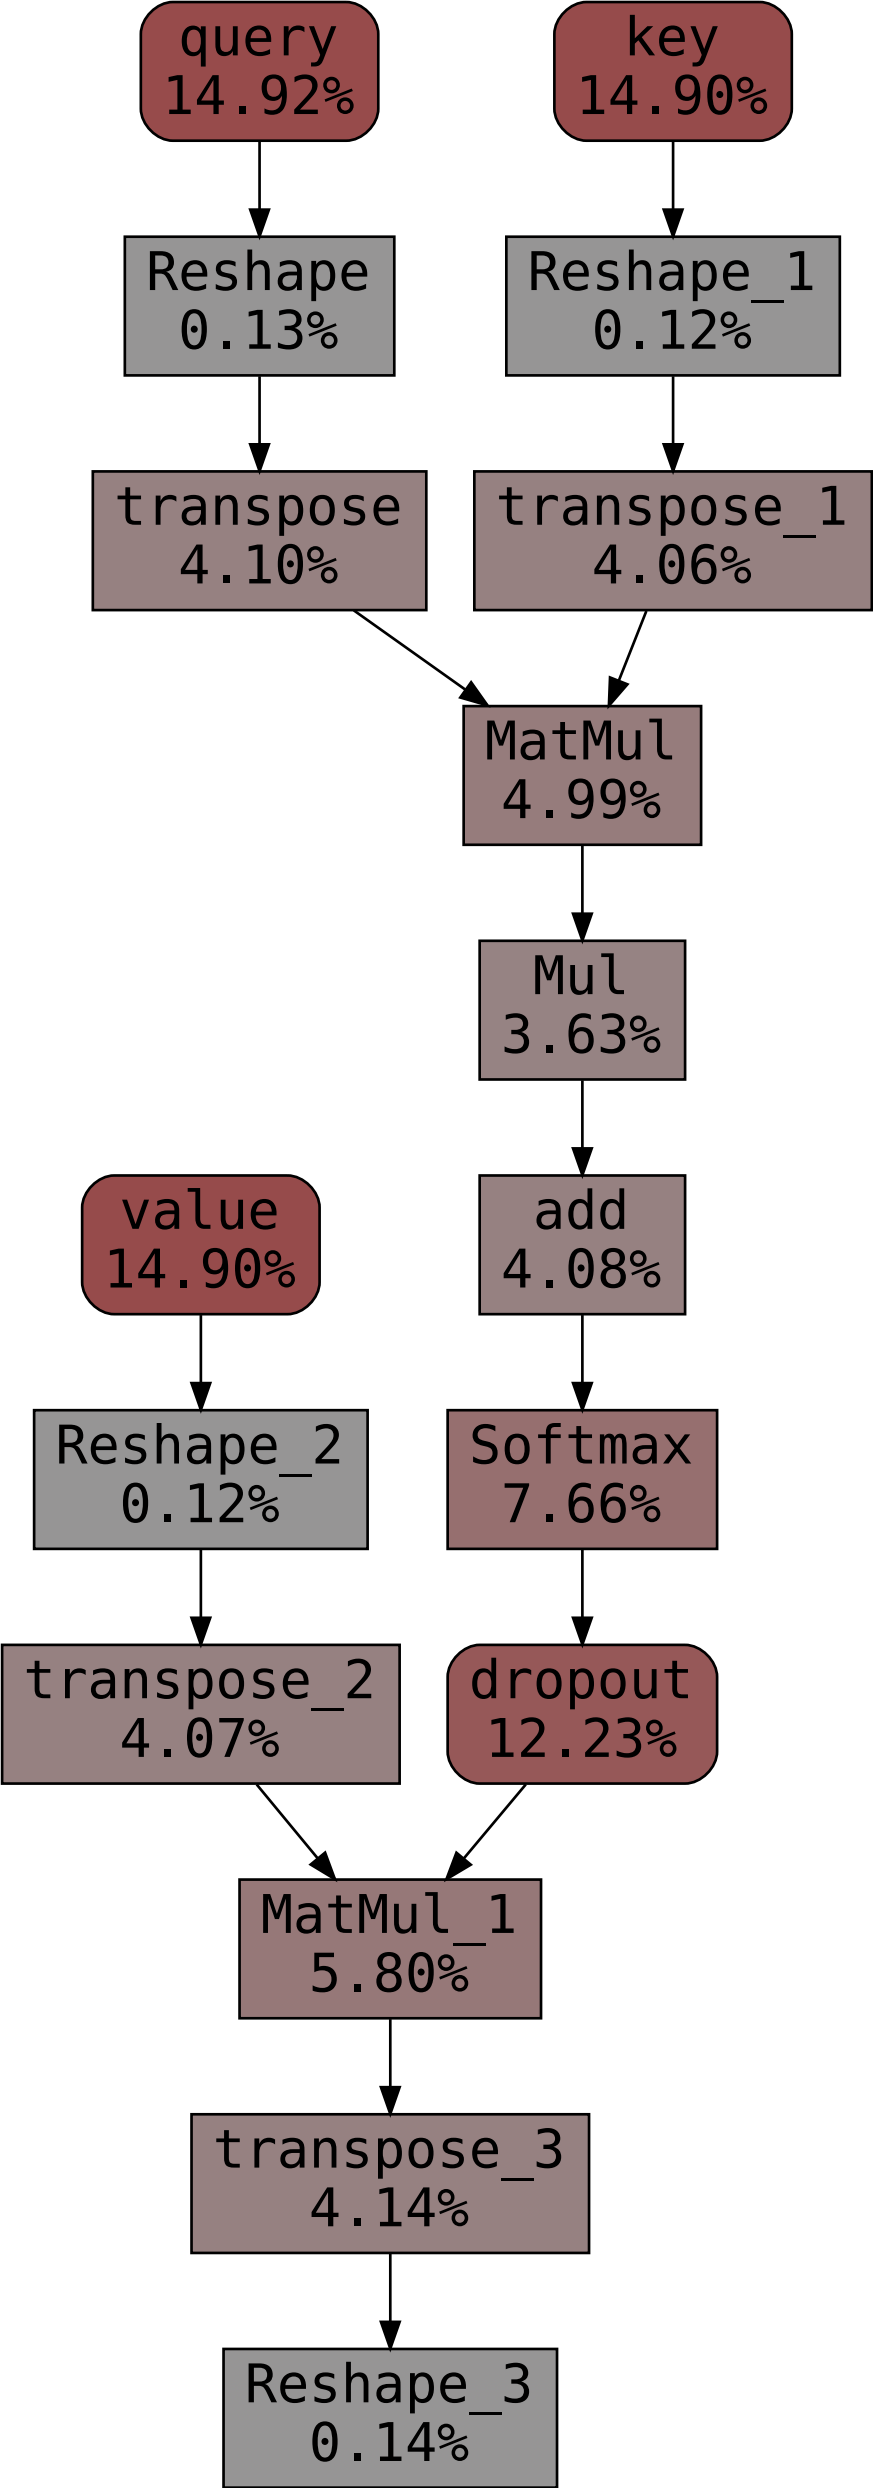 query
14.92%
key
14.90%
Reshape
0.13%
Reshape_1
0.12%
transpose
4.10%
transpose_1
4.06%
MatMul
4.99%
Mul
3.63%
add
4.08%
value
14.90%
Softmax
7.66%
Reshape_2
0.12%
dropout
12.23%
transpose_2
4.07%
MatMul_1
5.80%
transpose_3
4.14%
Reshape_3
0.14%